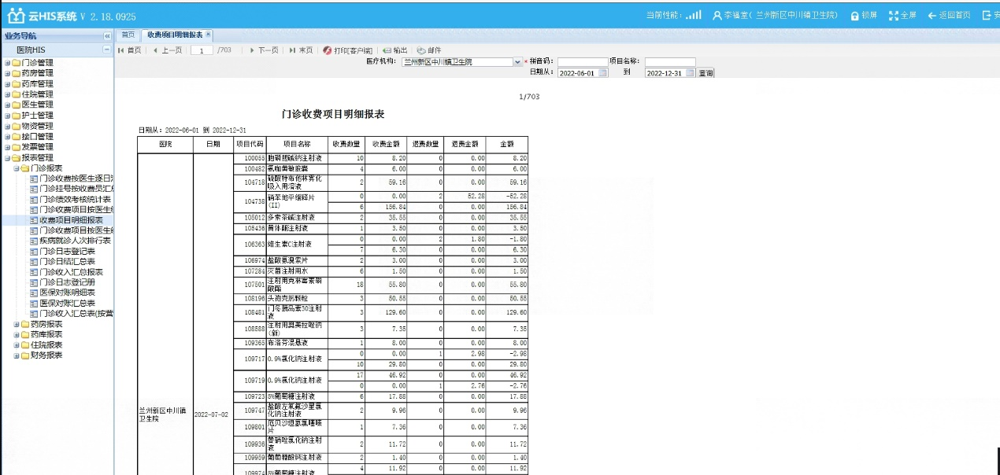 云HIS系统 V 2.18.0925 当前性能: 李福堂( 兰州新区中川镇卫生院) 锁屏 全屏 返回首页
业务导航 首页 收费项目明细报表
医院HIS 首页 上一页 1 /703 下一页 末页 打印[客户端] 输出 邮件
医疗机构: 兰州新区中川镇卫生院 * 拼音码: 项目名称:
日期从: 2022-06-01 到 2022-12-31 查询
门诊管理
药房管理
药库管理
住院管理
医生管理
护士管理
物资管理
接口管理
发票管理
报表管理
门诊报表
门诊收费按医生逐日
门诊挂号按收费员汇
门诊绩效考核统计表
门诊收费项目按医生
收费项目明细报表
门诊收费项目按医生
疾病就诊人次排行表
门诊日志登记表
门诊日结汇总表
门诊收入汇总报表
门诊日志登记册
医保对账明细表
医保对账汇总表
门诊收入汇总表(按营
药房报表
药库报表
住院报表
财务报表
1/703
门诊收费项目明细报表
日期从: 2022-06-01 到 2022-12-31
医院 日期 项目代码 项目名称 收费数量 收费金额 退费数量 退费金额 金额
兰州新区中川镇卫生院 2022-07-02
100055 胞磷胆碱钠注射液 10 8.20 0 0.00 8.20
100482 氨咖黄敏胶囊 4 6.00 0 0.00 6.00
104718 硫酸特布他林雾化吸入用溶液 2 59.16 0 0.00 59.16
104738 硝苯地平缓释片(II) 0 0.00 2 52.28 -52.28
6 156.84 0 0.00 156.84
105012 多索茶碱注射液 2 35.55 0 0.00 35.55
105436 黄体酮注射液 1 3.50 0 0.00 3.50
106363 维生素C注射液 0 0.00 2 1.80 -1.80
7 6.30 0 0.00 6.30
106974 盐酸氨溴索片 2 3.00 0 0.00 3.00
107284 灭菌注射用水 6 1.50 0 0.00 1.50
107501 注射用克林霉素磷酸酯 18 55.80 0 0.00 55.80
108196 头孢克肟颗粒 3 50.55 0 0.00 50.55
108481 门冬胰岛素30注射液 3 129.60 0 0.00 129.60
108588 注射用奥美拉唑钠(新) 3 7.35 0 0.00 7.35
109365 布洛芬混悬液 1 8.00 0 0.00 8.00
109717 0.9%氯化钠注射液 0 0.00 1 2.98 -2.98
10 29.80 0 0.00 29.80
109719 0.9%氯化钠注射液 17 46.92 0 0.00 46.92
0 0.00 1 2.76 -2.76
109723 5%葡萄糖注射液 6 17.88 0 0.00 17.88
109747 盐酸左氧氟沙星氯化钠注射液 2 9.96 0 0.00 9.96
109801 厄贝沙坦氢氯噻嗪片 1 7.36 0 0.00 7.36
109936 替硝唑氯化钠注射液 2 11.72 0 0.00 11.72
109959 葡萄糖酸钙注射液 2 1.40 0 0.00 1.40
109974 5%葡萄糖注射液 4 11.92 0 0.00 11.92